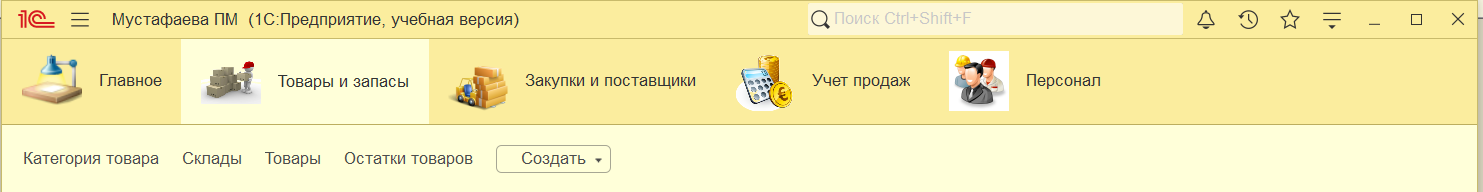 1С Мустафаева ПМ (1С:Предприятие, учебная версия) Поиск Ctrl+Shift+F
Главное Товары и запасы Закупки и поставщики Учет продаж Персонал
Категория товара Склады Товары Остатки товаров Создать